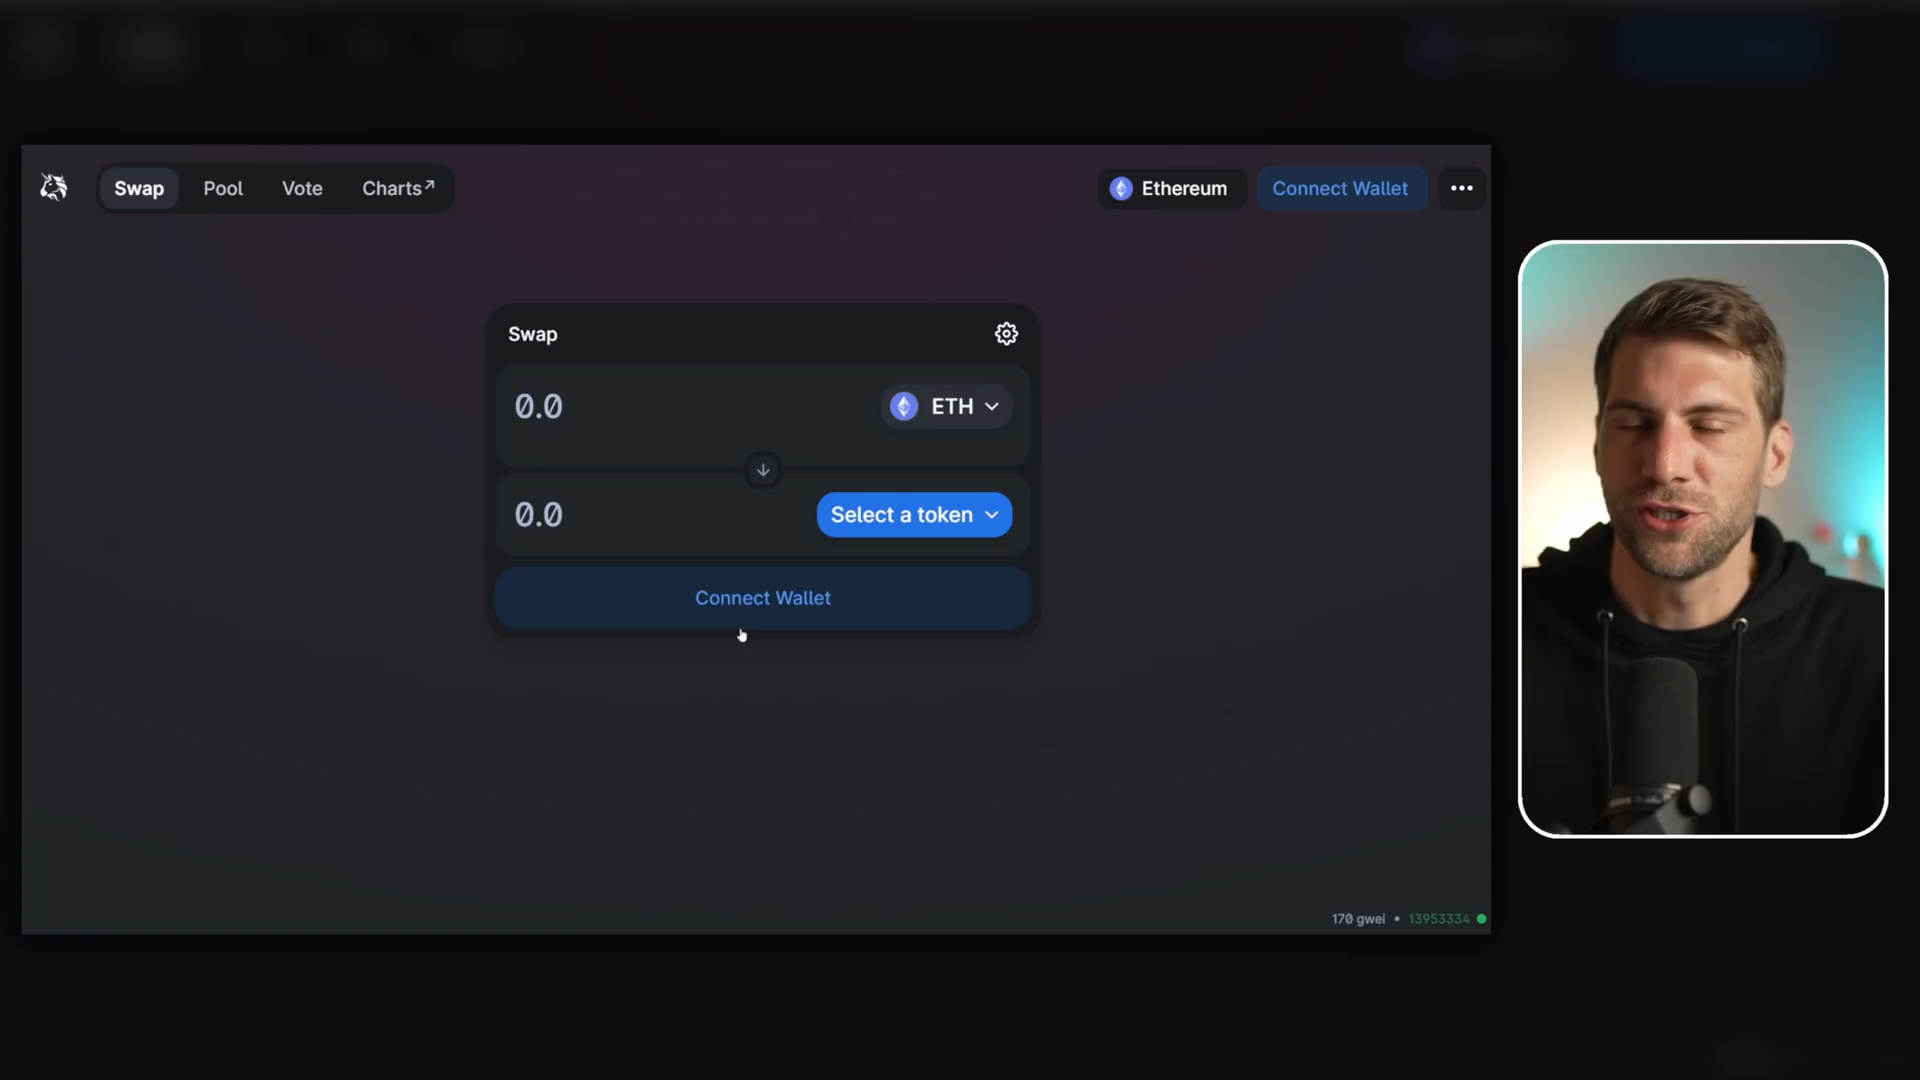 Swap Pool Vote Charts↗ Ethereum Connect Wallet
Swap
0.0 ETH
0.0 Select a token
Connect Wallet
170 gwei • 13953334